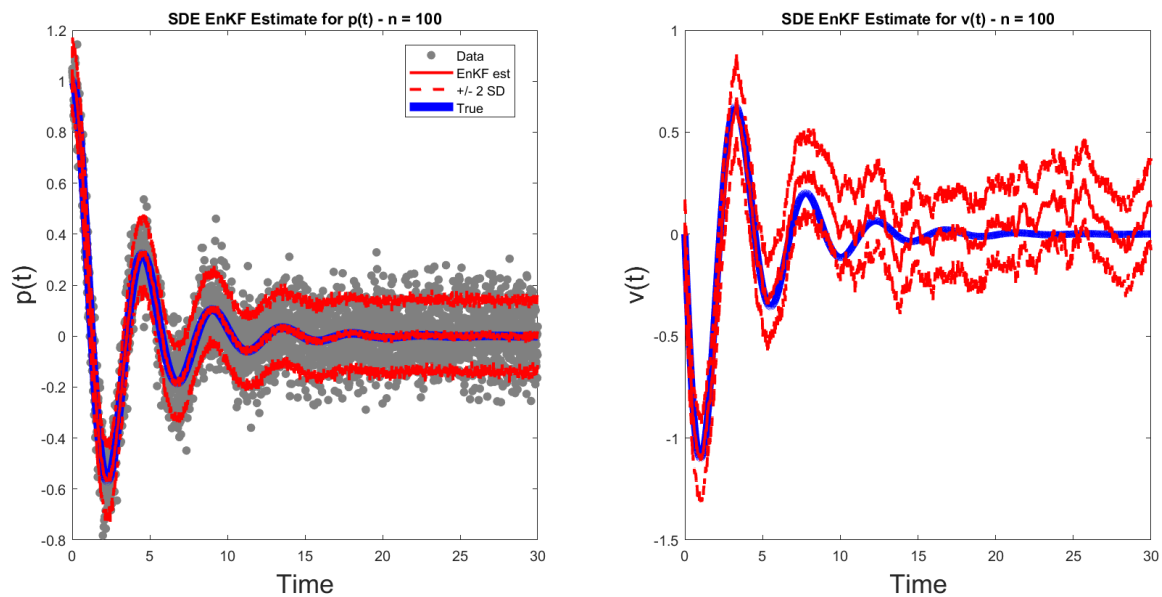 SDE EnKF Estimate for p(t) - n = 100
1.2
1
0.8
0.6
0.4
0.2
0
-0.2
-0.4
-0.6
-0.8
p(t)
Data
EnKF est
+/- 2 SD
True
0 5 10 15 20 25 30
Time
SDE EnKF Estimate for v(t) - n = 100
1
0.5
0
-0.5
-1
-1.5
v(t)
0 5 10 15 20 25 30
Time